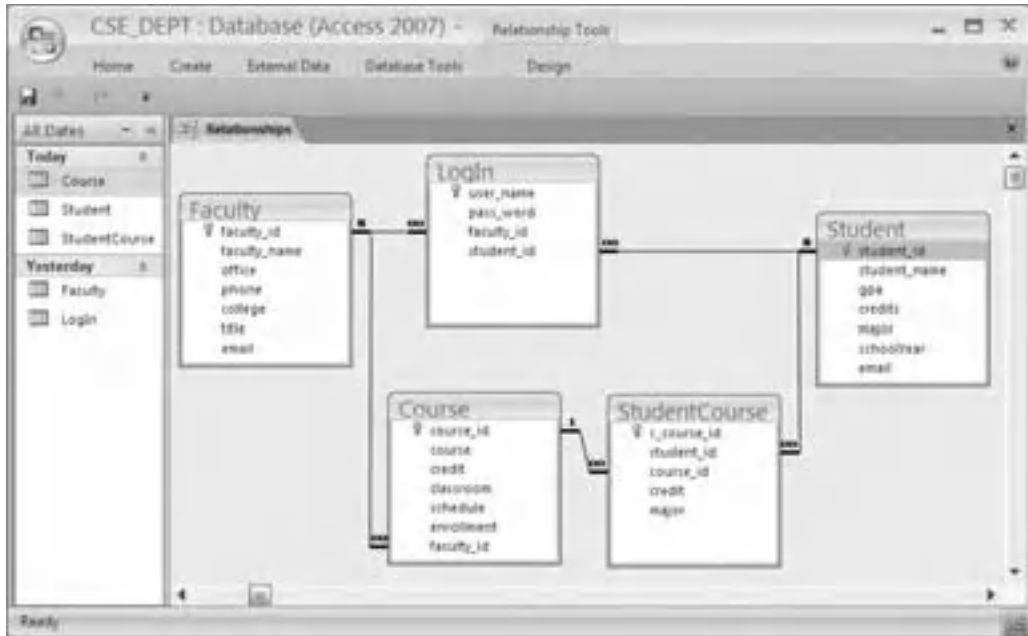 CSE_DEPT : Database (Access 2007) -
Relationship Tools
Home Create External Data Database Tools Design
All Dates
Relationships
Today
Course
Student
StudentCourse
Yesterday
Faculty
LogIn
Faculty
faculty_id
faculty_name
office
phone
college
title
email
LogIn
user_name
pass_word
faculty_id
student_id
Student
student_id
student_name
gpa
credits
major
schoolYear
email
Course
course_id
course
credit
classroom
schedule
enrollment
faculty_id
1
StudentCourse
s_course_id
student_id
course_id
credit
major
Ready